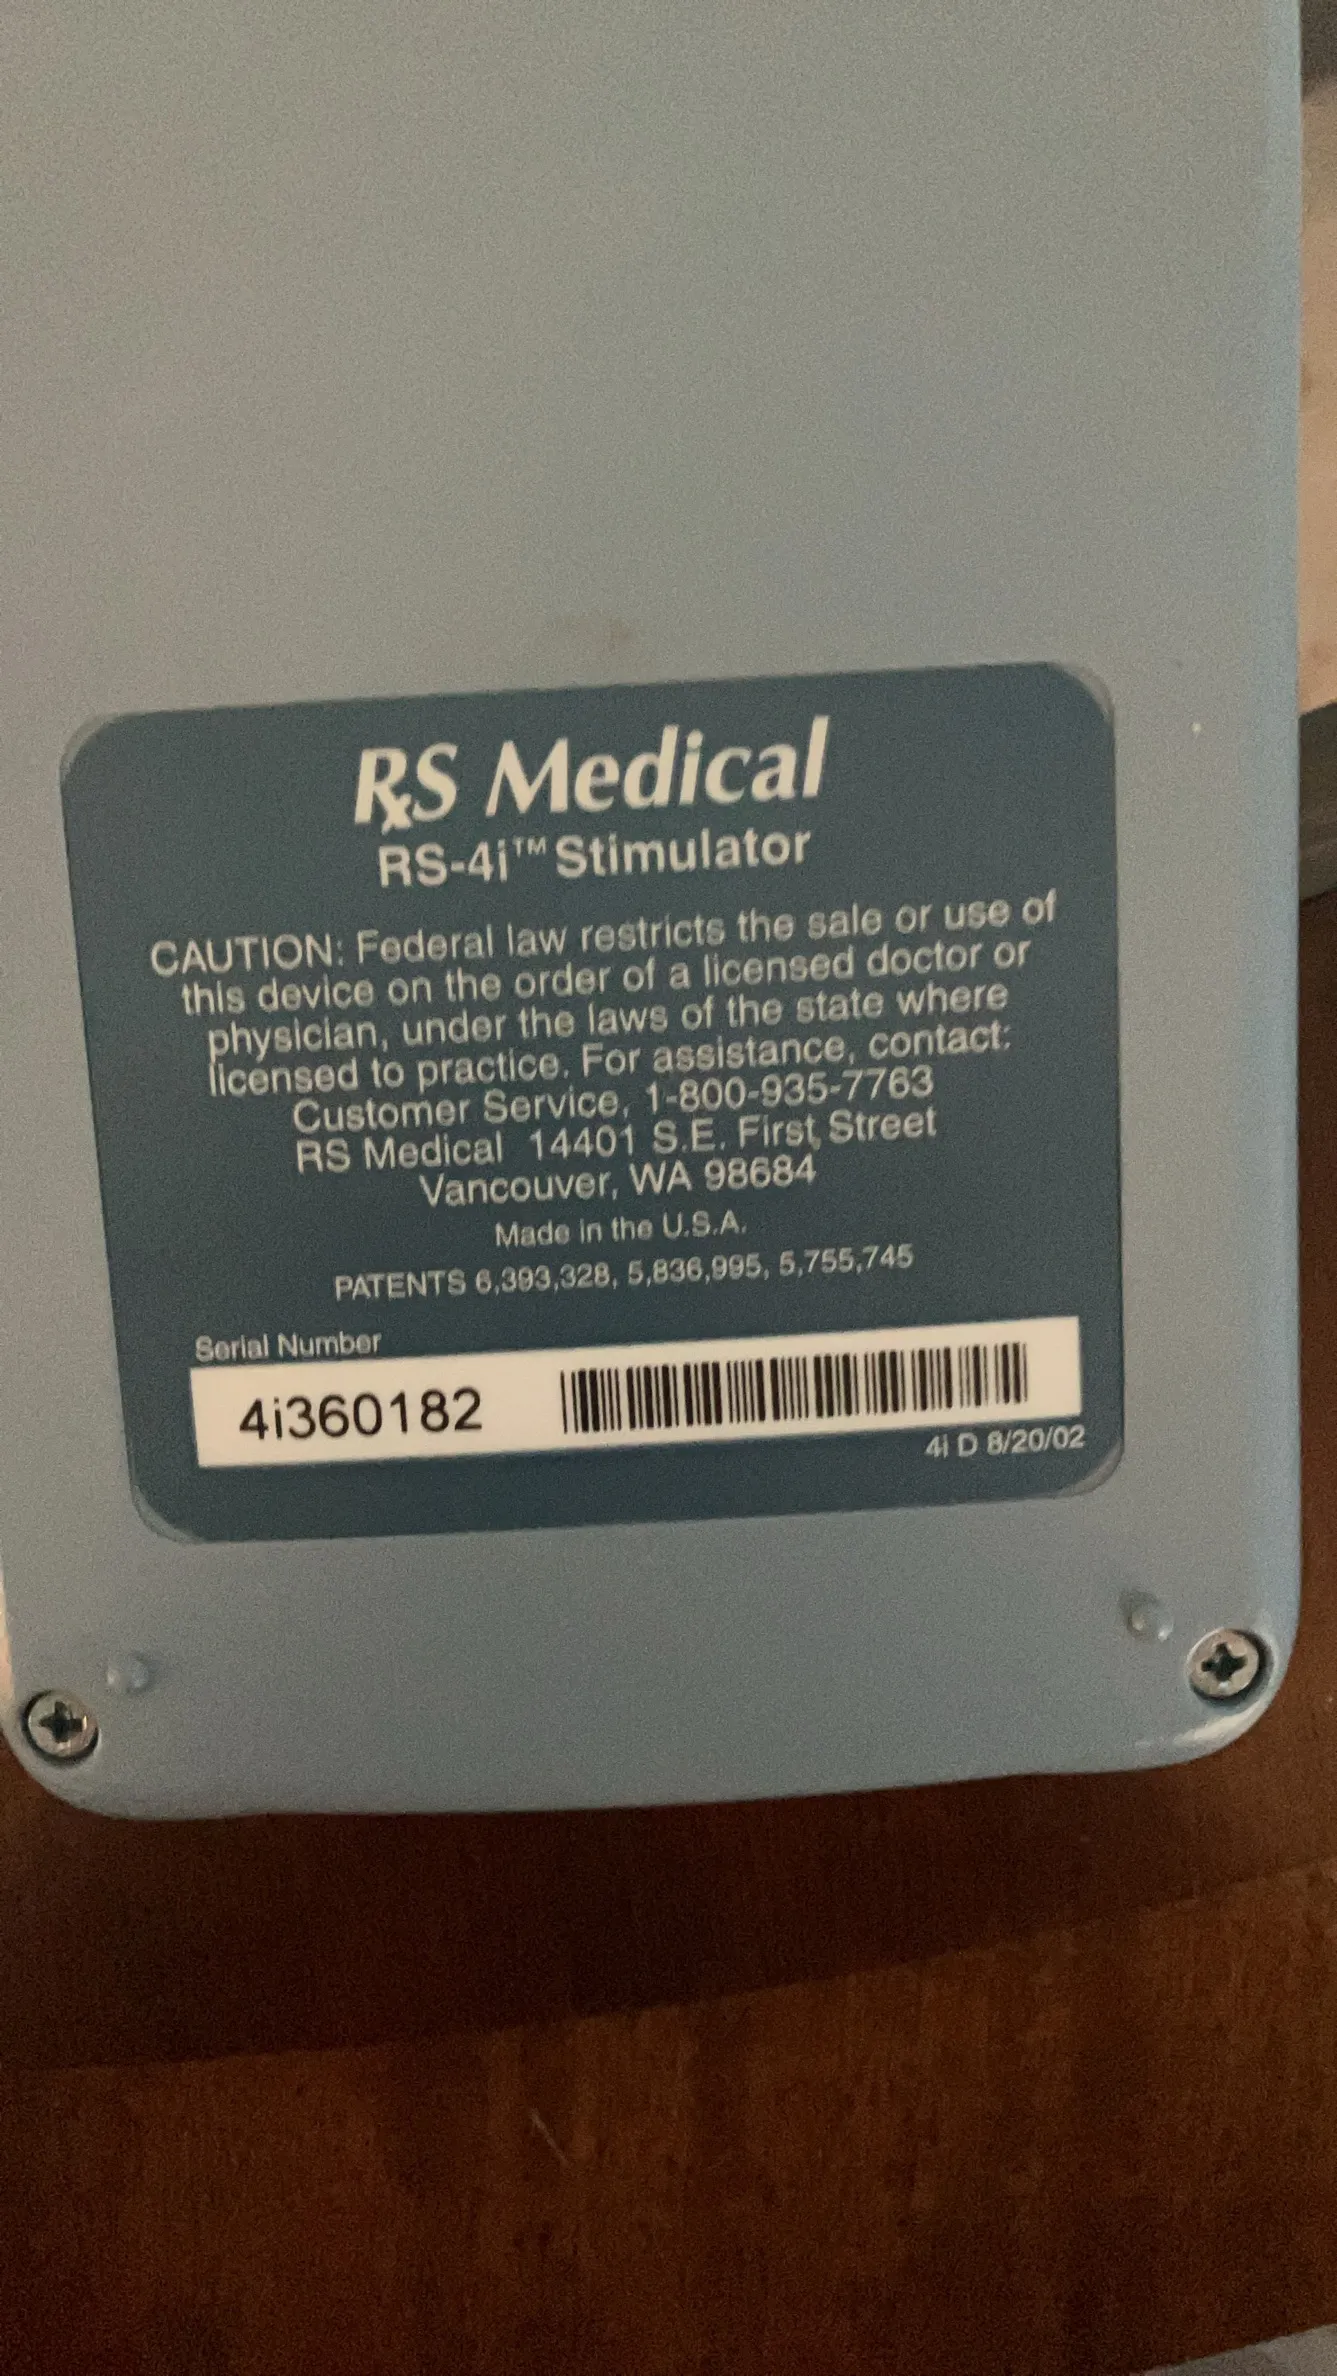 RS Medical
RS-4i™ Stimulator
CAUTION: Federal law restricts the sale or use of
this device on the order of a licensed doctor or
physician, under the laws of the state where
licensed to practice. For assistance, contact:
Customer Service, 1-800-935-7763
RS Medical 14401 S.E. First Street
Vancouver, WA 98684
Made in the U.S.A.
PATENTS 6,393,328, 5,836,995, 5,755,745
Serial Number
4i360182
4i D 8/20/02